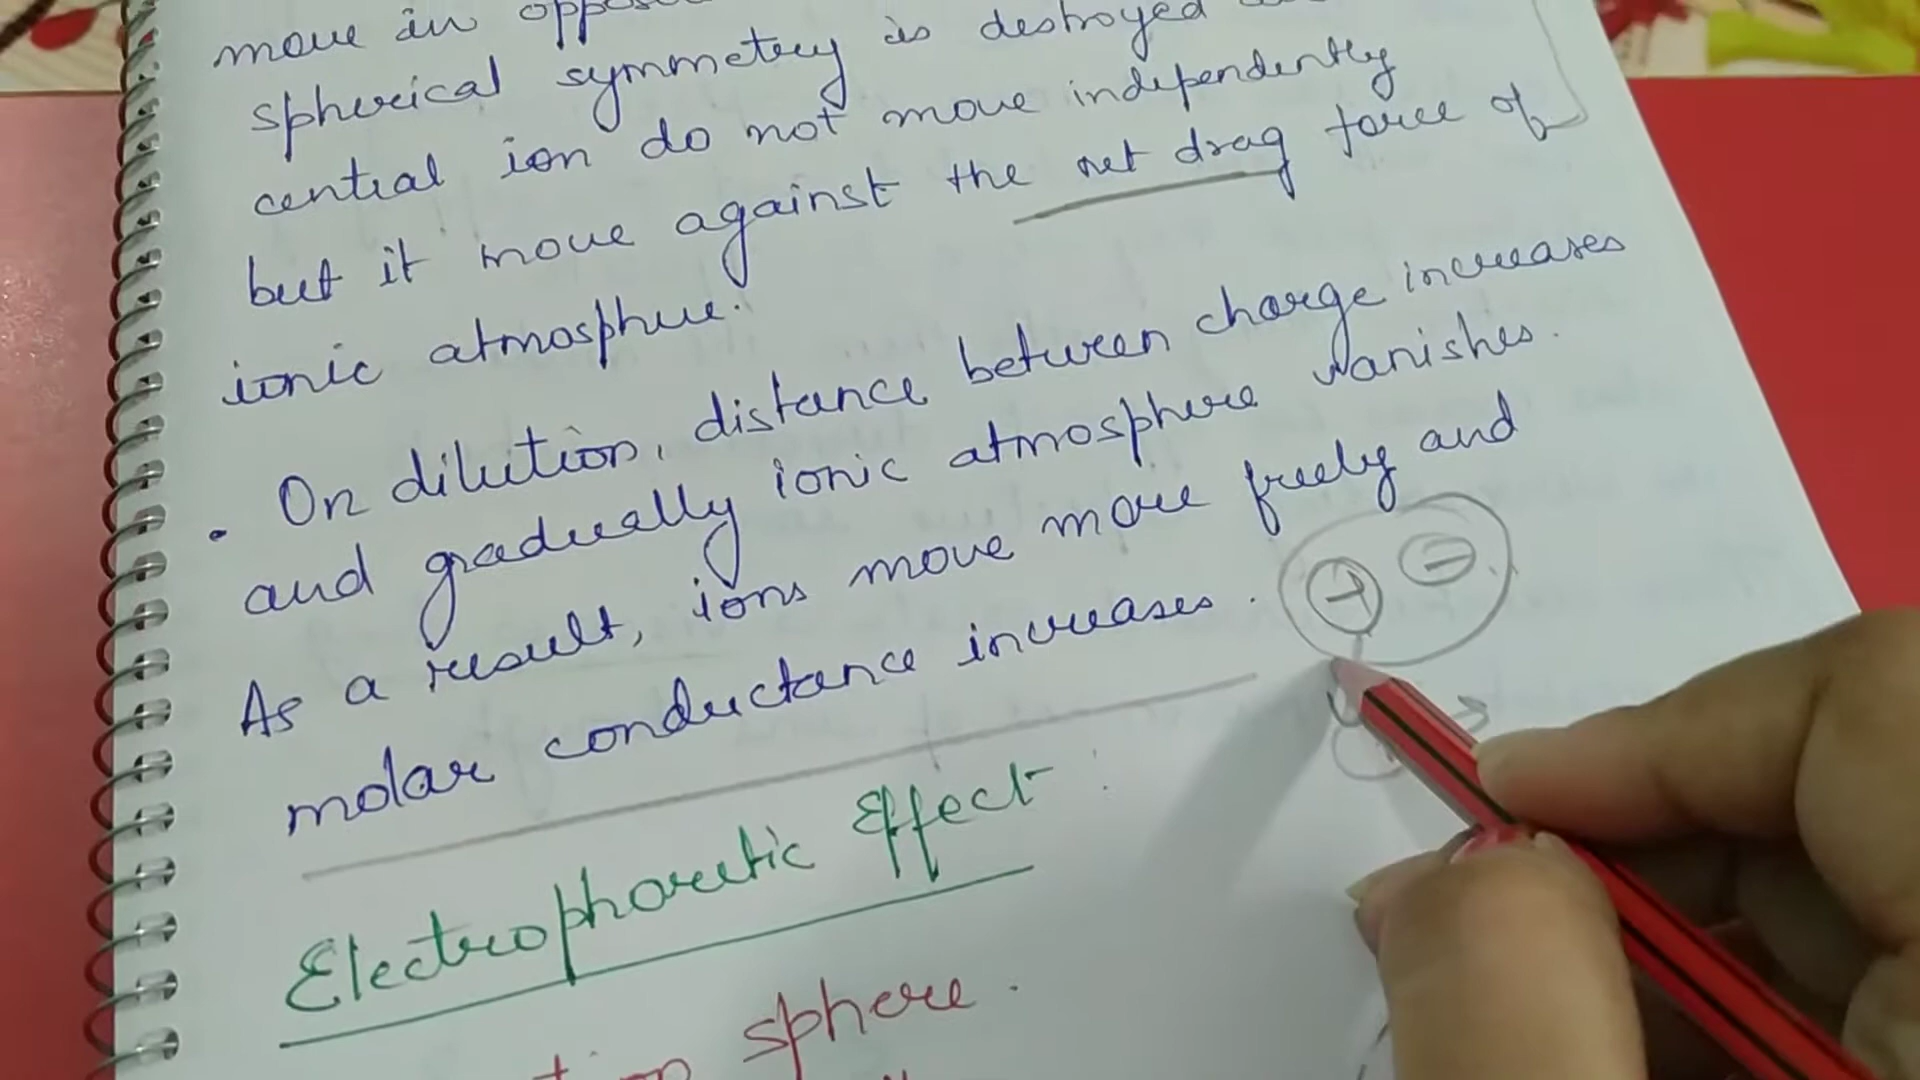 move in
spherical symmetry is destroyed
central ion do not move independently
but it move against the net drag force of
ionic atmosphere.
• On dilution, distance between charge increases
and gradually ionic atmosphere vanishes.
As a result, ions move more freely and
molar conductance increases.
+ −
Electrophoretic Effect :
sphere.